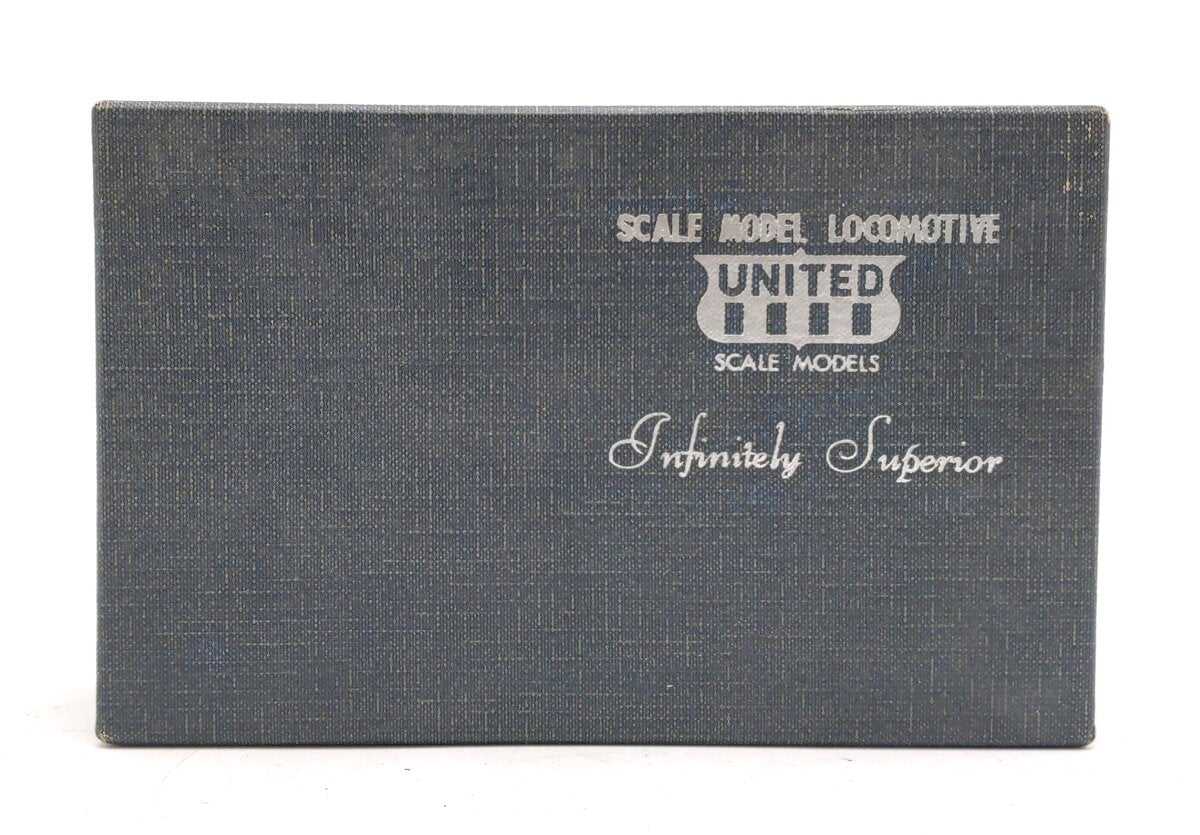 SCALE MODEL LOCOMOTIVE
UNITED
SCALE MODELS
Infinitely Superior